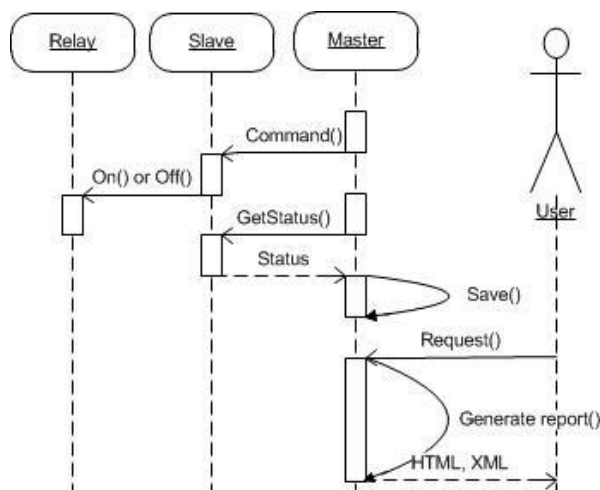 Relay
Slave
Master
Command()
On() or Off()
User
GetStatus()
Status
Save()
Request()
Generate report()
HTML, XML